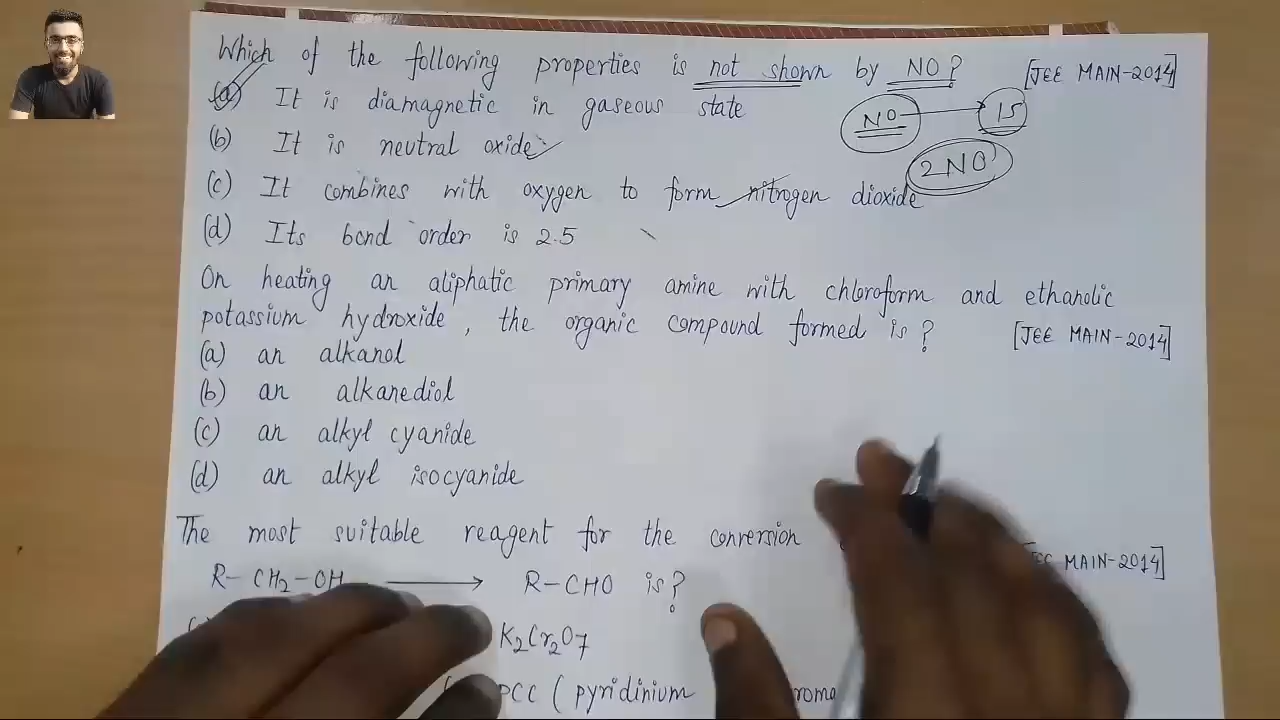 Which of the following properties is not shown by NO? [JEE MAIN-2014]
(a) It is diamagnetic in gaseous state
NO → 15
(b) It is neutral oxide
2NO
(c) It combines with oxygen to form nitrogen dioxide
(d) Its bond order is 2.5
On heating an aliphatic primary amine with chloroform and ethanolic
potassium hydroxide, the organic compound formed is? [JEE MAIN-2014]
(a) an alkanol
(b) an alkanediol
(c) an alkyl cyanide
(d) an alkyl isocyanide
The most suitable reagent for the conversion
MAIN-2014]
R-CH2-OH → R-CHO is?
K2Cr2O7
PCC (pyridinium